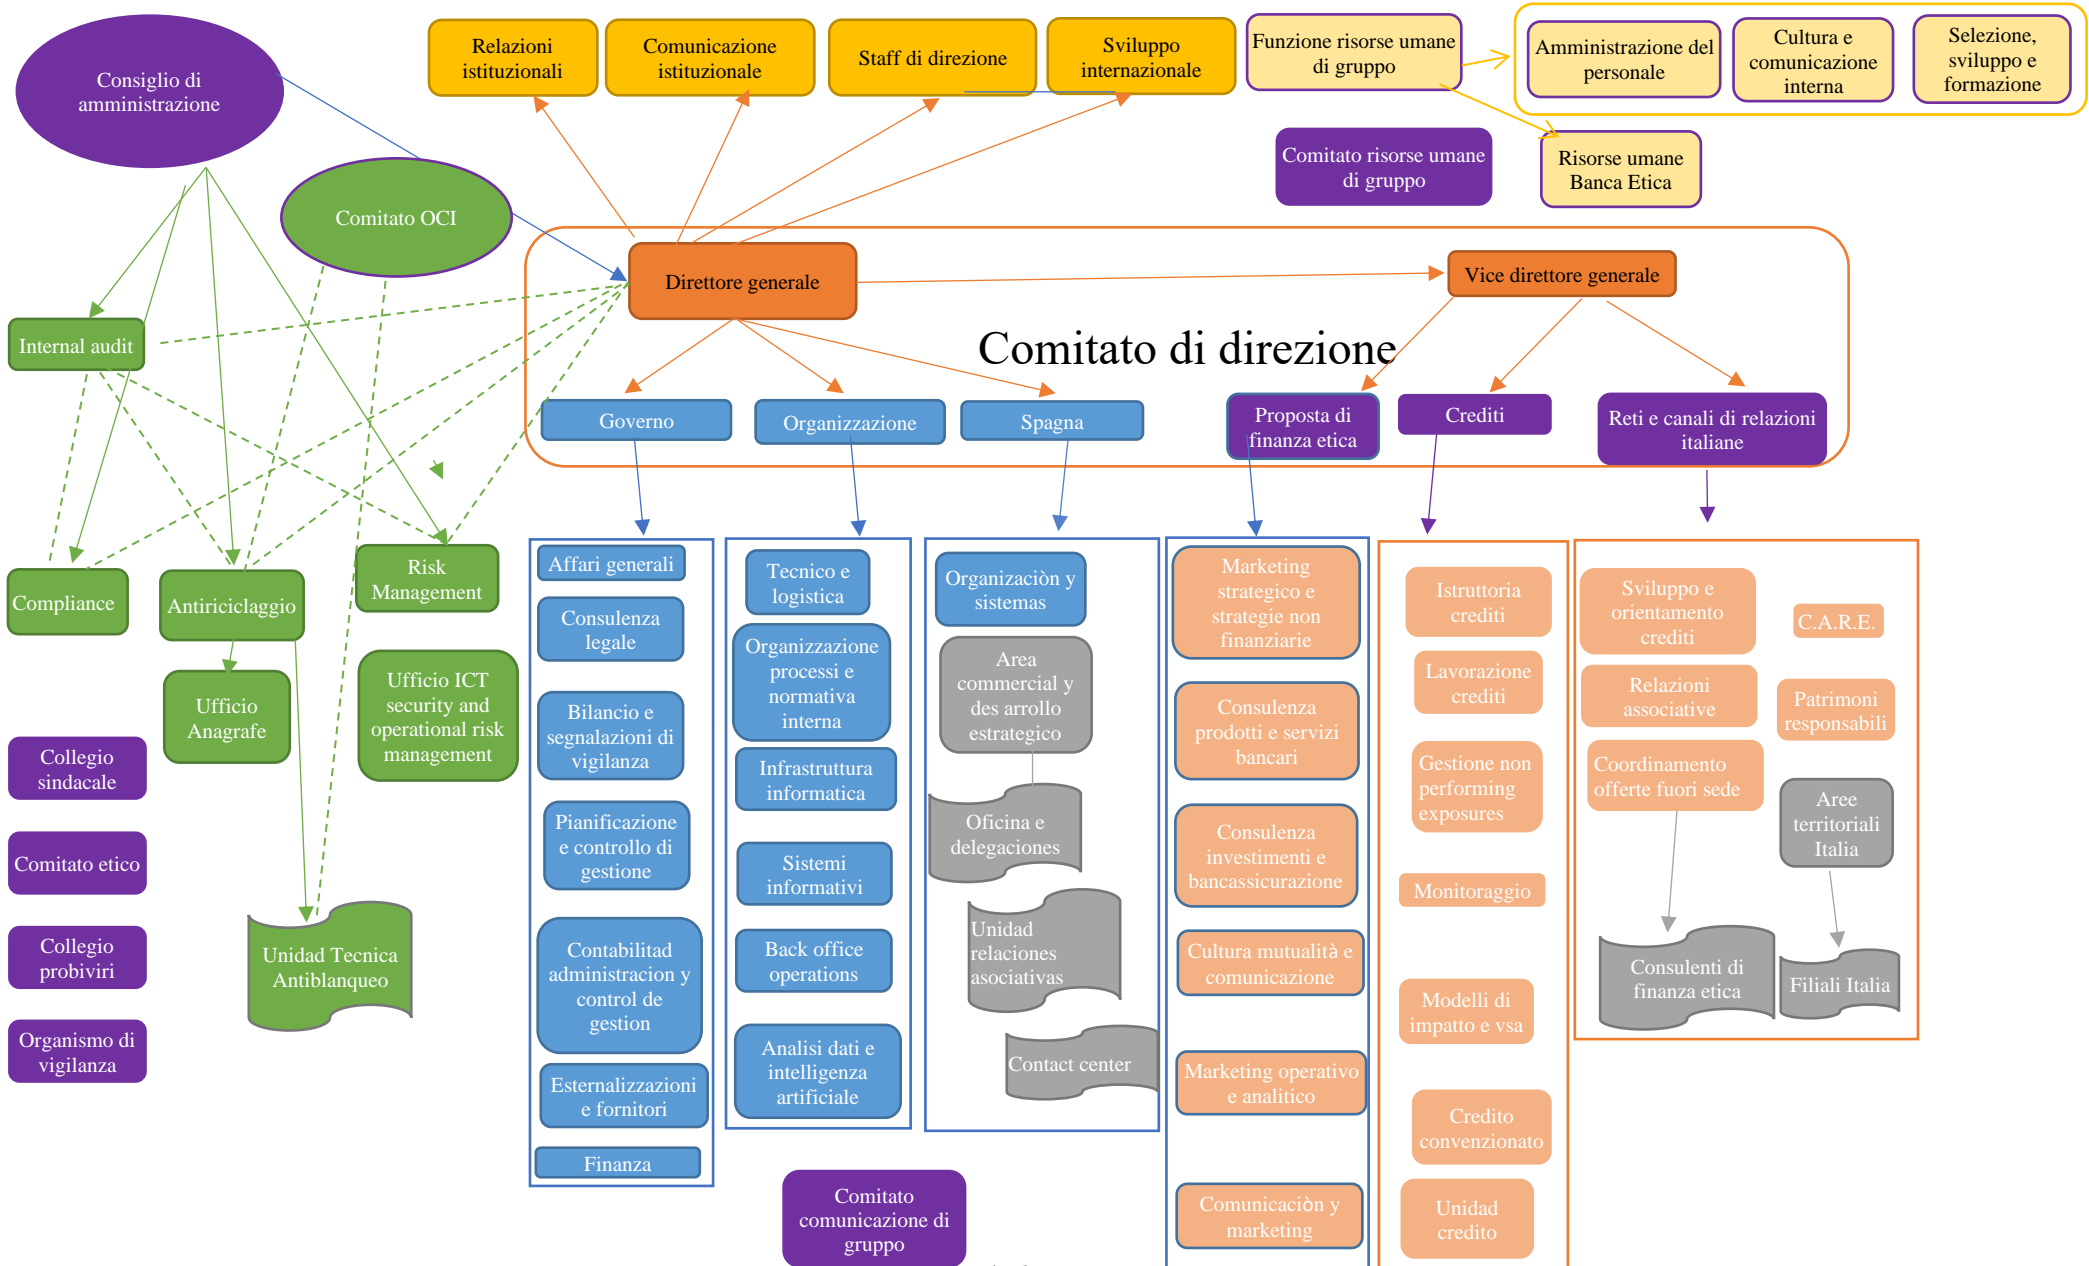 Consiglio di
amministrazione
Relazioni
istituzionali
Comunicazione
istituzionale
Staff di direzione
Sviluppo
internazionale
Funzione risorse umane
di gruppo
Amministrazione del
personale
Cultura e
comunicazione
interna
Selezione,
sviluppo e
formazione
Comitato risorse umane
di gruppo
Risorse umane
Banca Etica
Comitato OCI
Direttore generale
Vice direttore generale
Comitato di direzione
Internal audit
Governo
Organizzazione
Spagna
Proposta di
finanza etica
Crediti
Reti e canali di relazioni
italiane
Compliance
Antiriciclaggio
Risk
Management
Ufficio
Anagrafe
Ufficio ICT
security and
operational risk
management
Collegio
sindacale
Comitato etico
Collegio
probiviri
Organismo di
vigilanza
Unidad Tecnica
Antiblanqueo
Affari generali
Consulenza
legale
Bilancio e
segnalazioni di
vigilanza
Pianificazione
e controllo di
gestione
Contabilitad
administracion y
control de
gestion
Esternalizzazioni
e fornitori
Finanza
Tecnico e
logistica
Organizzazione
processi e
normativa
interna
Infrastruttura
informatica
Sistemi
informativi
Back office
operations
Analisi dati e
intelligenza
artificiale
Organizaciòn y
sistemas
Area
commercial y
des arrollo
estrategico
Oficina e
delegaciones
Unidad
relaciones
asociativas
Contact center
Marketing
strategico e
strategie non
finanziarie
Consulenza
prodotti e servizi
bancari
Consulenza
investimenti e
bancassicurazione
Cultura mutualità e
comunicazione
Marketing operativo
e analitico
Comunicaciòn y
marketing
Istruttoria
crediti
Lavorazione
crediti
Gestione non
performing
exposures
Monitoraggio
Modelli di
impatto e vsa
Credito
convenzionato
Unidad
credito
Sviluppo e
orientamento
crediti
Relazioni
associative
Coordinamento
offerte fuori sede
C.A.R.E.
Patrimoni
responsabili
Aree
territoriali
Italia
Consulenti di
finanza etica
Filiali Italia
Comitato
comunicazione di
gruppo